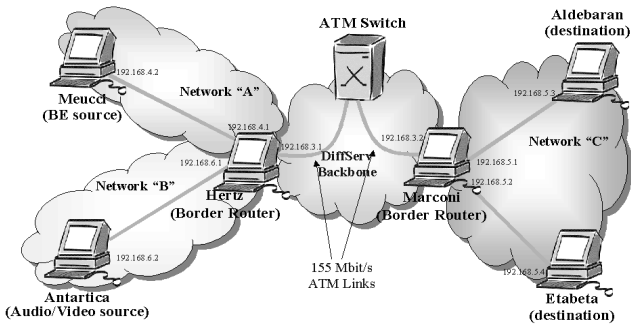 ATM Switch
Aldebaran
(destination)
192.168.4.2
Meucci
(BE source)
Network “A”
192.168.5.3
192.168.4.1
192.168.3.1
192.168.3.2
Network “C”
192.168.6.1
DiffServ
Backbone
192.168.5.1
192.168.5.2
Network “B”
Hertz
(Border Router)
Marconi
(Border Router)
192.168.6.2
155 Mbit/s
ATM Links
192.168.5.4
Antartica
(Audio/Video source)
Etabeta
(destination)